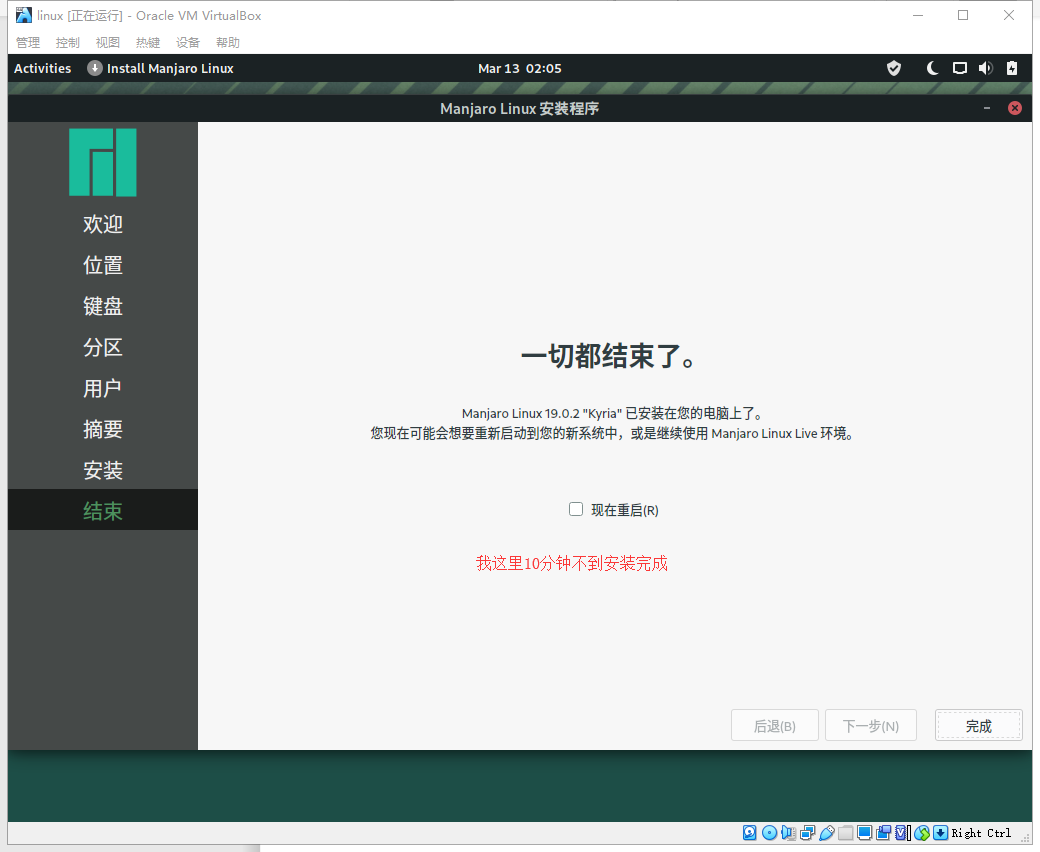 linux [正在运行] - Oracle VM VirtualBox
管理 控制 视图 热键 设备 帮助
Activities Install Manjaro Linux Mar 13 02:05
Manjaro Linux 安装程序
欢迎
位置
键盘
分区
用户
摘要
安装
结束
一切都结束了。
Manjaro Linux 19.0.2 "Kyria" 已安装在您的电脑上了。
您现在可能会想要重新启动到您的新系统中，或是继续使用 Manjaro Linux Live 环境。
现在重启(R)
我这里10分钟不到安装完成
后退(B) 下一步(N) 完成
Right Ctrl